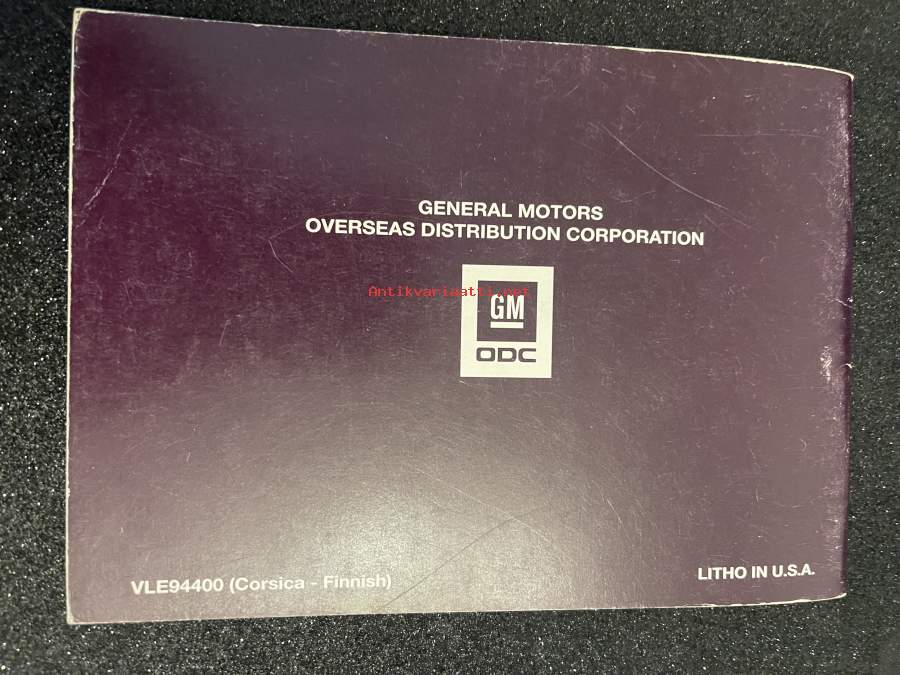 GENERAL MOTORS
OVERSEAS DISTRIBUTION CORPORATION
Antikvariaatti.net
GM
ODC
VLE94400 (Corsica - Finnish)
LITHO IN U.S.A.